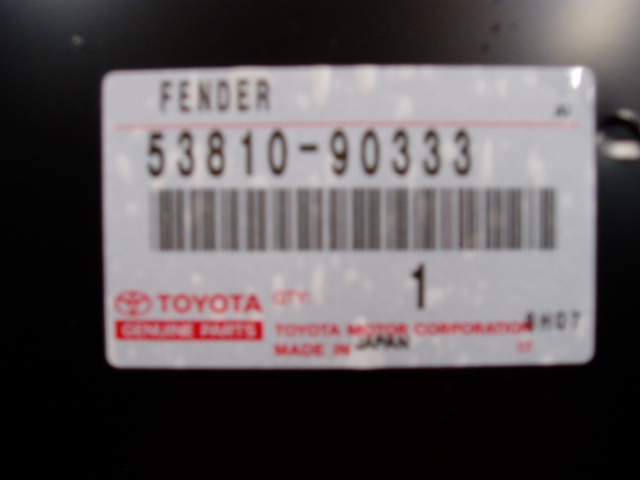 FENDER
53810-90333
QTY. 1
TOYOTA
GENUINE PARTS
TOYOTA MOTOR CORPORATION
MADE IN JAPAN